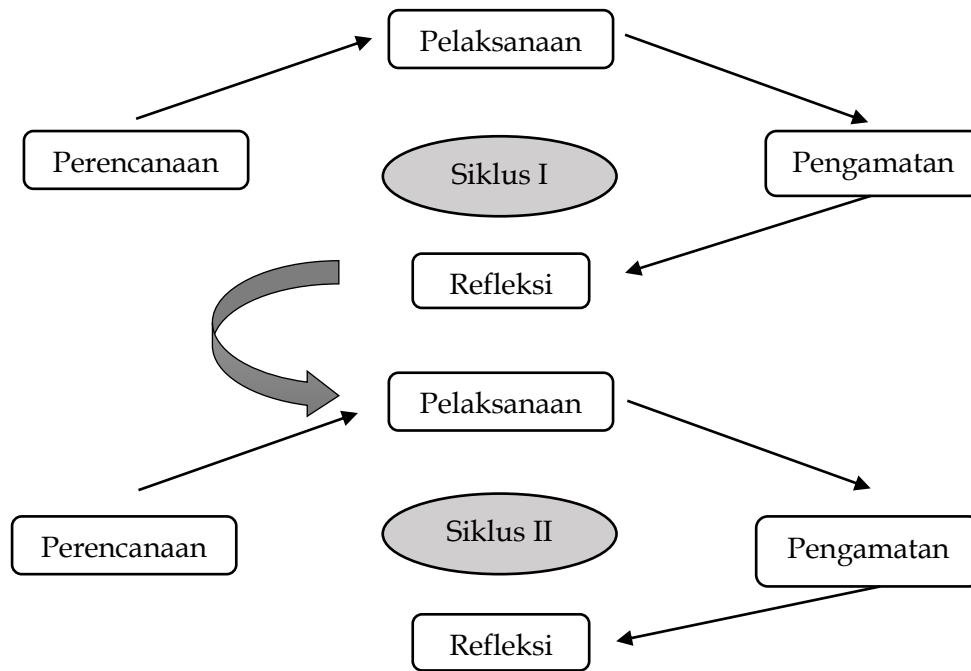 Pelaksanaan
Perencanaan
Siklus I
Pengamatan
Refleksi
Pelaksanaan
Perencanaan
Siklus II
Pengamatan
Refleksi